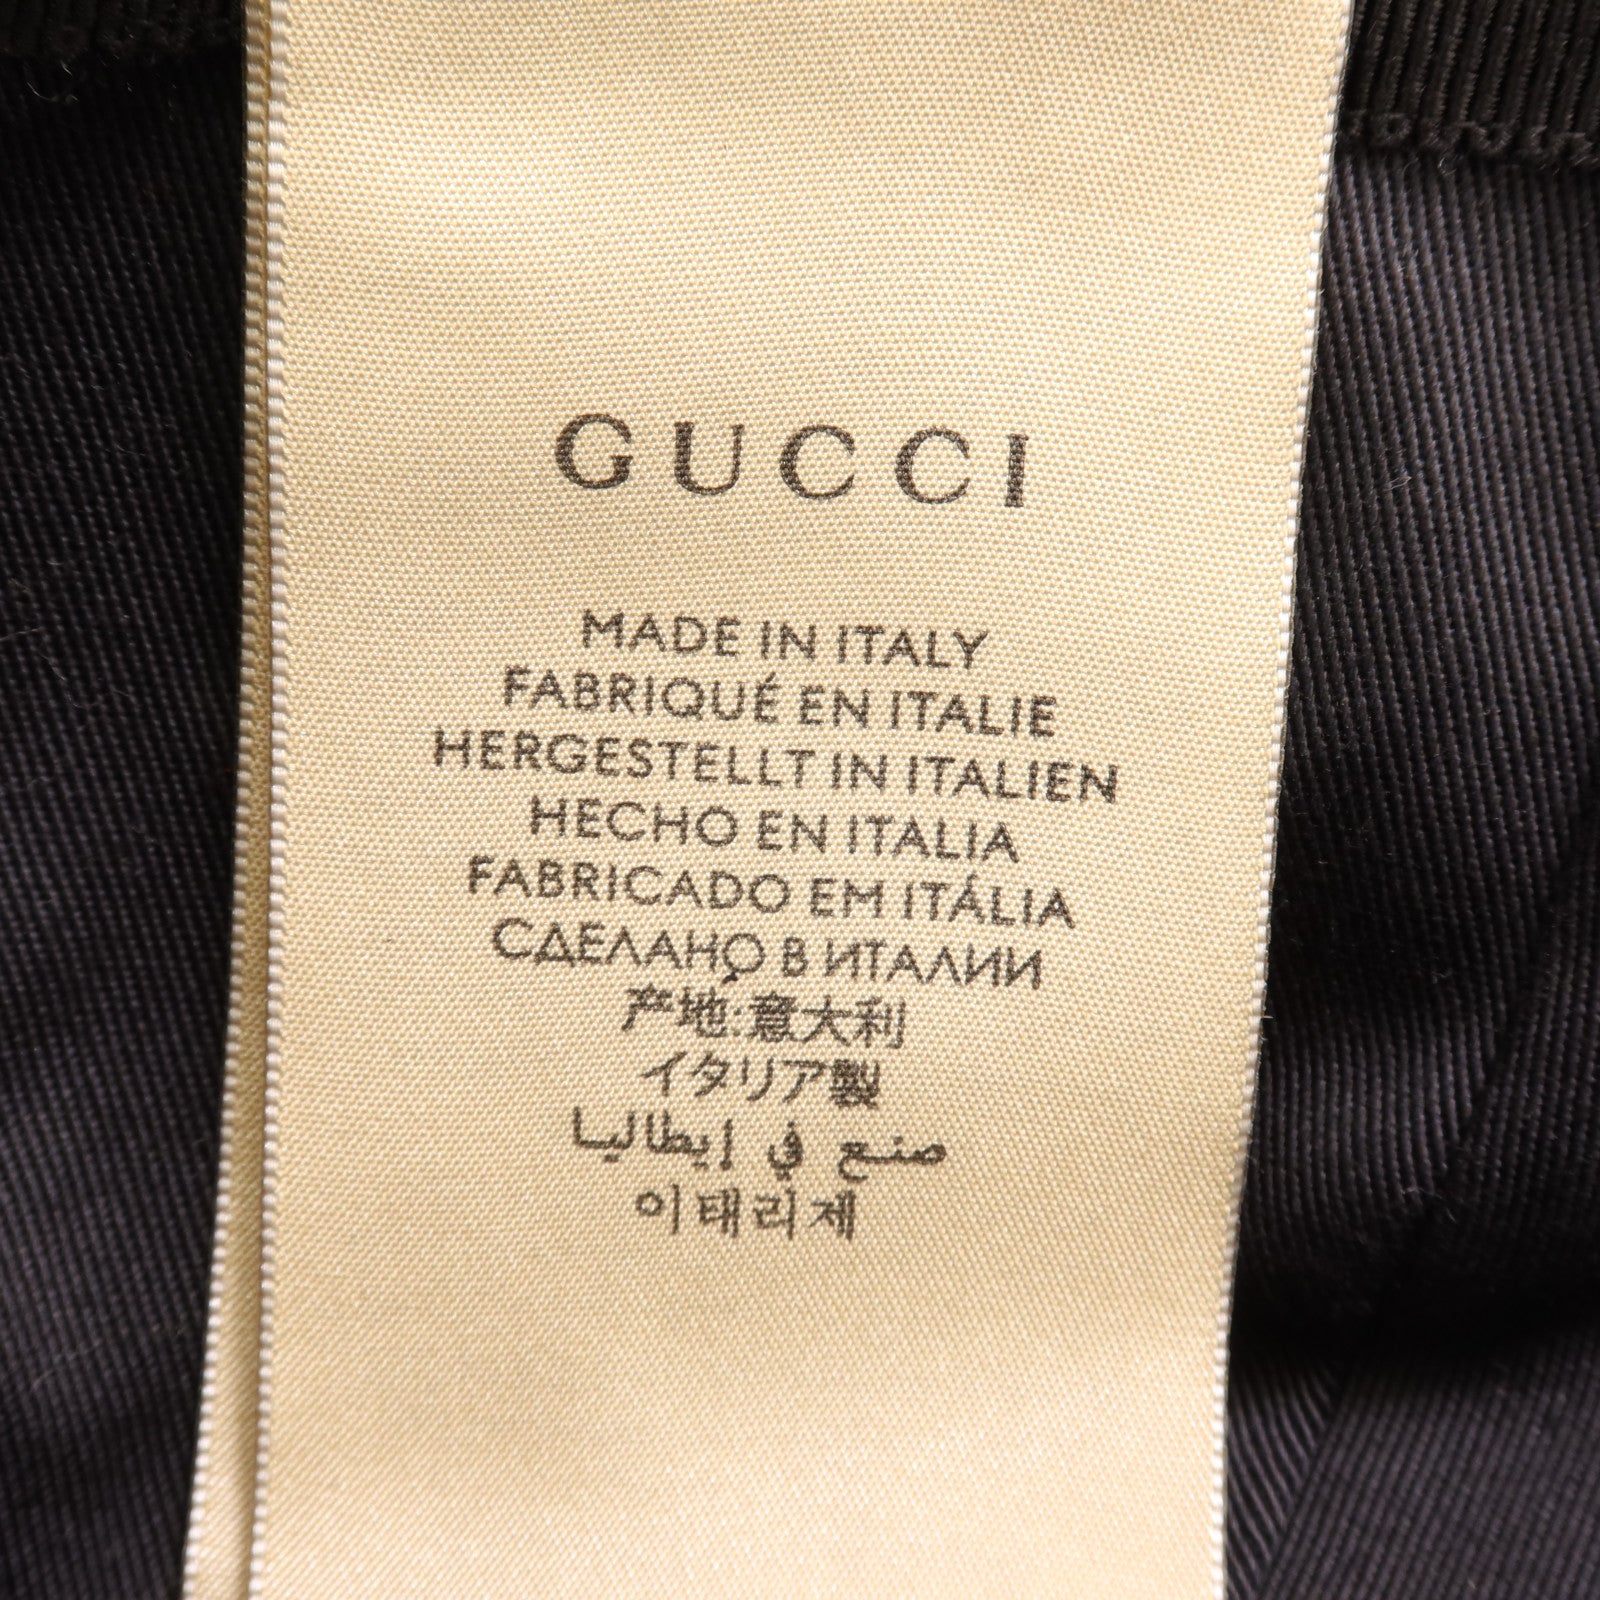 GUCCI
MADE IN ITALY
FABRIQUÉ EN ITALIE
HERGESTELLT IN ITALIEN
HECHO EN ITALIA
FABRICADO EM ITÁLIA
СДЕЛАНО В ИТАЛИИ
产地:意大利
イタリア製
صنع في إيطاليا
이태리제